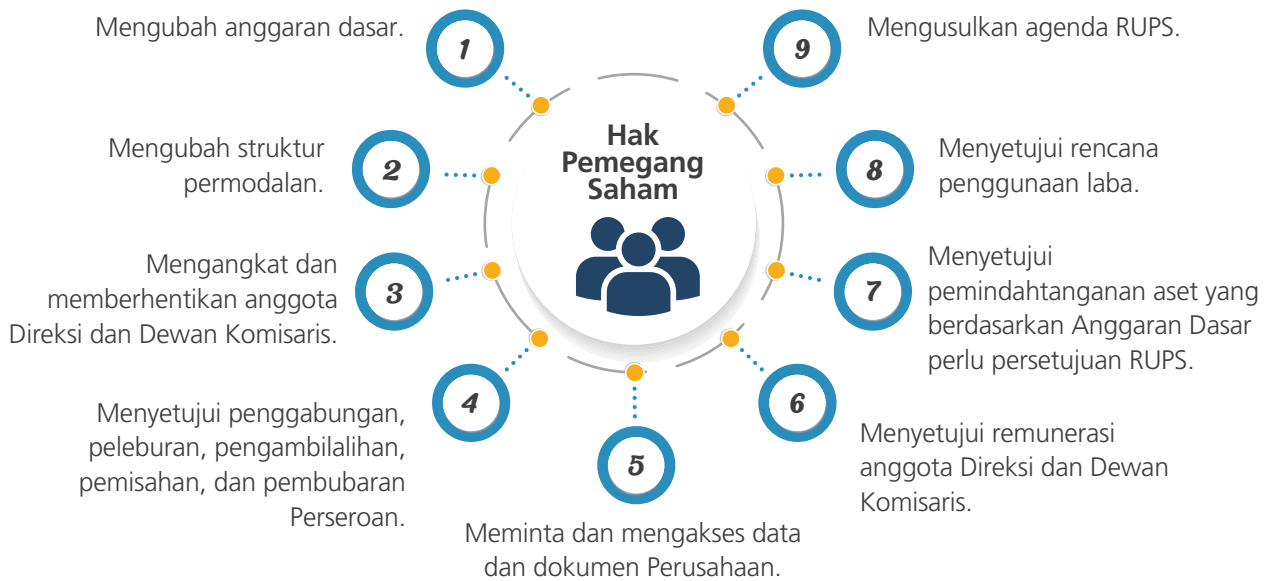 Hak
Pemegang
Saham
1
Mengubah anggaran dasar.
2
Mengubah struktur
permodalan.
3
Mengangkat dan
memberhentikan anggota
Direksi dan Dewan Komisaris.
4
Menyetujui penggabungan,
peleburan, pengambilalihan,
pemisahan, dan pembubaran
Perseroan.
5
Meminta dan mengakses data
dan dokumen Perusahaan.
6
Menyetujui remunerasi
anggota Direksi dan Dewan
Komisaris.
7
Menyetujui
pemindahtanganan aset yang
berdasarkan Anggaran Dasar
perlu persetujuan RUPS.
8
Menyetujui rencana
penggunaan laba.
9
Mengusulkan agenda RUPS.